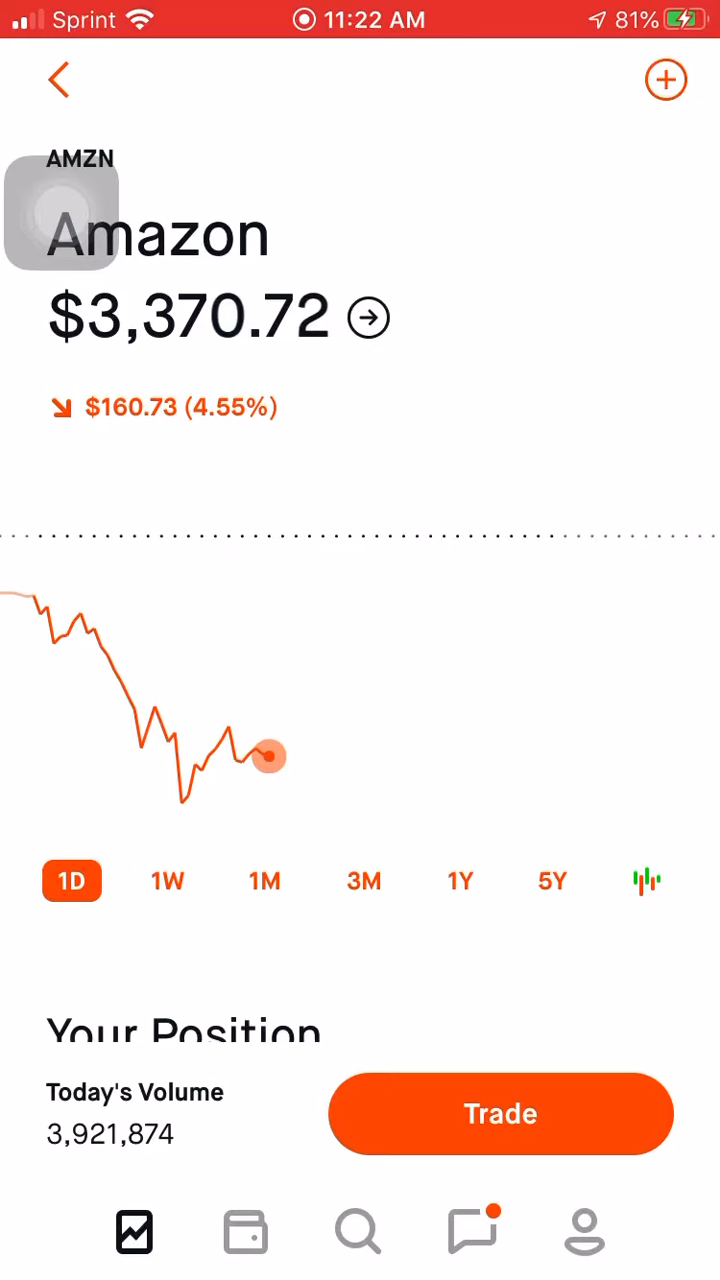 Sprint 11:22 AM 81%
AMZN
Amazon
$3,370.72
$160.73 (4.55%)
1D 1W 1M 3M 1Y 5Y
Your Position
Today's Volume
3,921,874
Trade